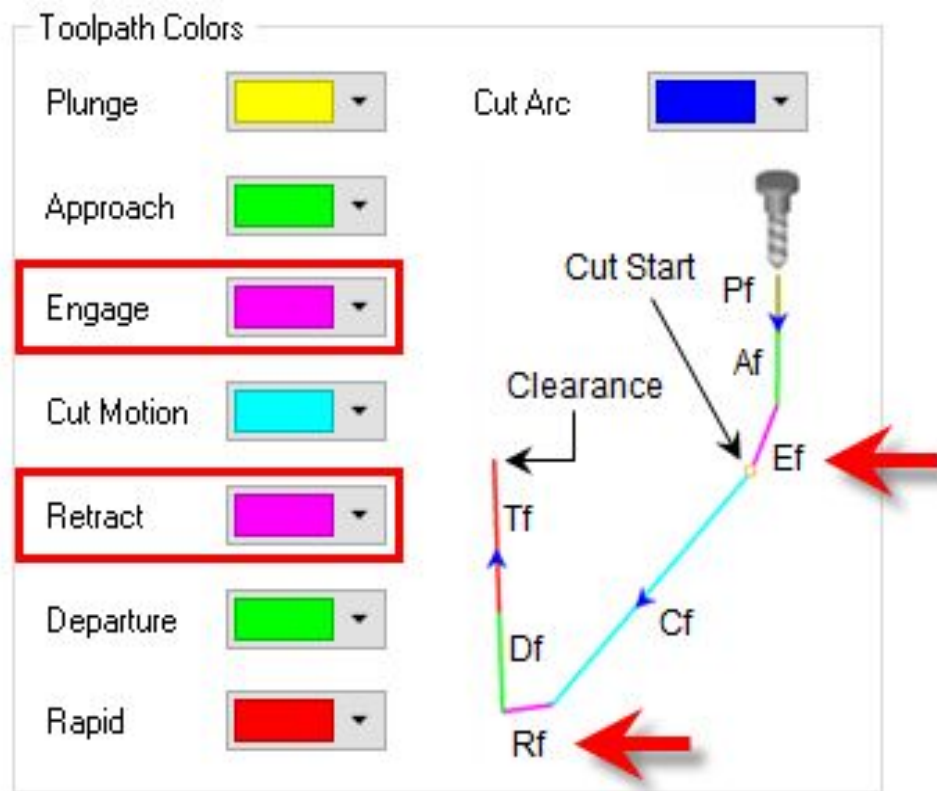 Toolpath Colors
Plunge
Cut Arc
Approach
Engage
Cut Motion
Retract
Departure
Rapid
Cut Start
Pf
Af
Clearance
Ef
Tf
Cf
Df
Rf